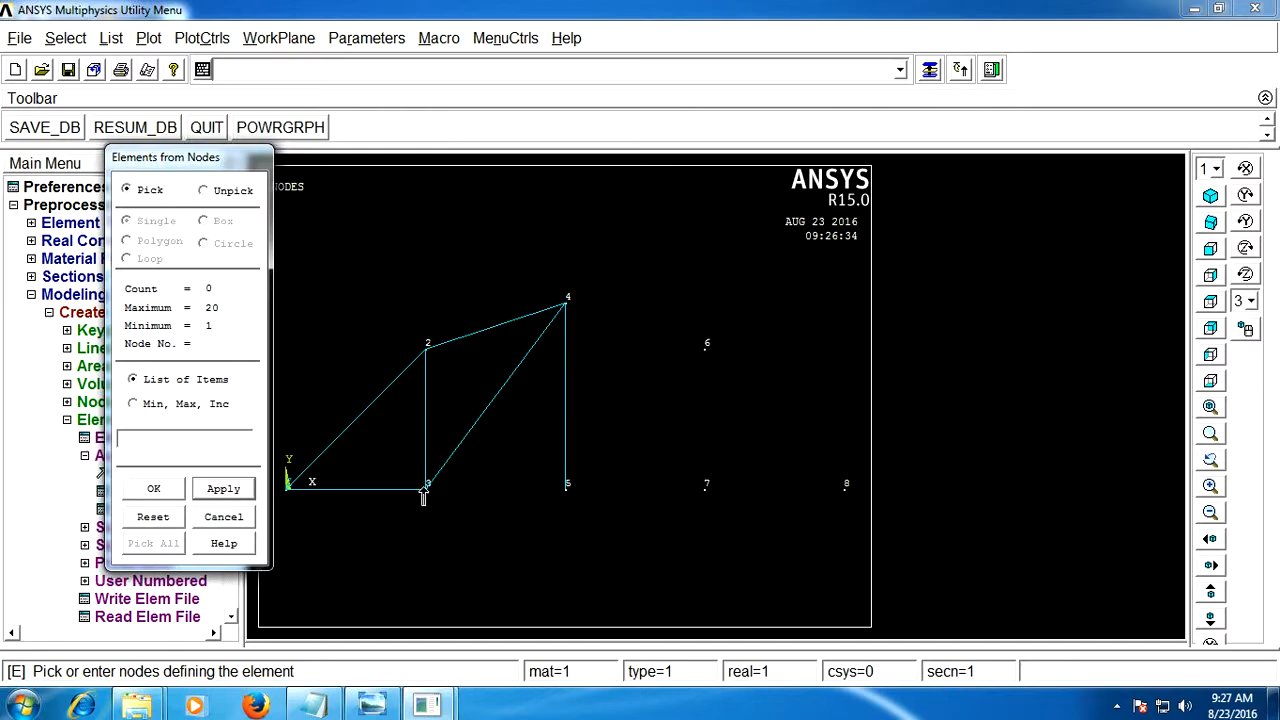 ANSYS Multiphysics Utility Menu
File Select List Plot PlotCtrls WorkPlane Parameters Macro MenuCtrls Help
Toolbar
SAVE_DB RESUM_DB QUIT POWRGRPH
Main Menu
Preferences
Preprocess
Element
Real Con
Material P
Sections
Modeling
Create
Key
Line
Area
Volu
Nod
Elem
E
A
S
S
P
User Numbered
Write Elem File
Read Elem File
Elements from Nodes
Pick Unpick
Single Box
Polygon Circle
Loop
Count = 0
Maximum = 20
Minimum = 1
Node No. =
List of Items
Min, Max, Inc
OK Apply
Reset Cancel
Pick All Help
NODES
ANSYS
R15.0
AUG 23 2016
09:26:34
4
2
6
Y
X
3
5
7
8
1
3
[E] Pick or enter nodes defining the element
mat=1 type=1 real=1 csys=0 secn=1
9:27 AM
8/23/2016